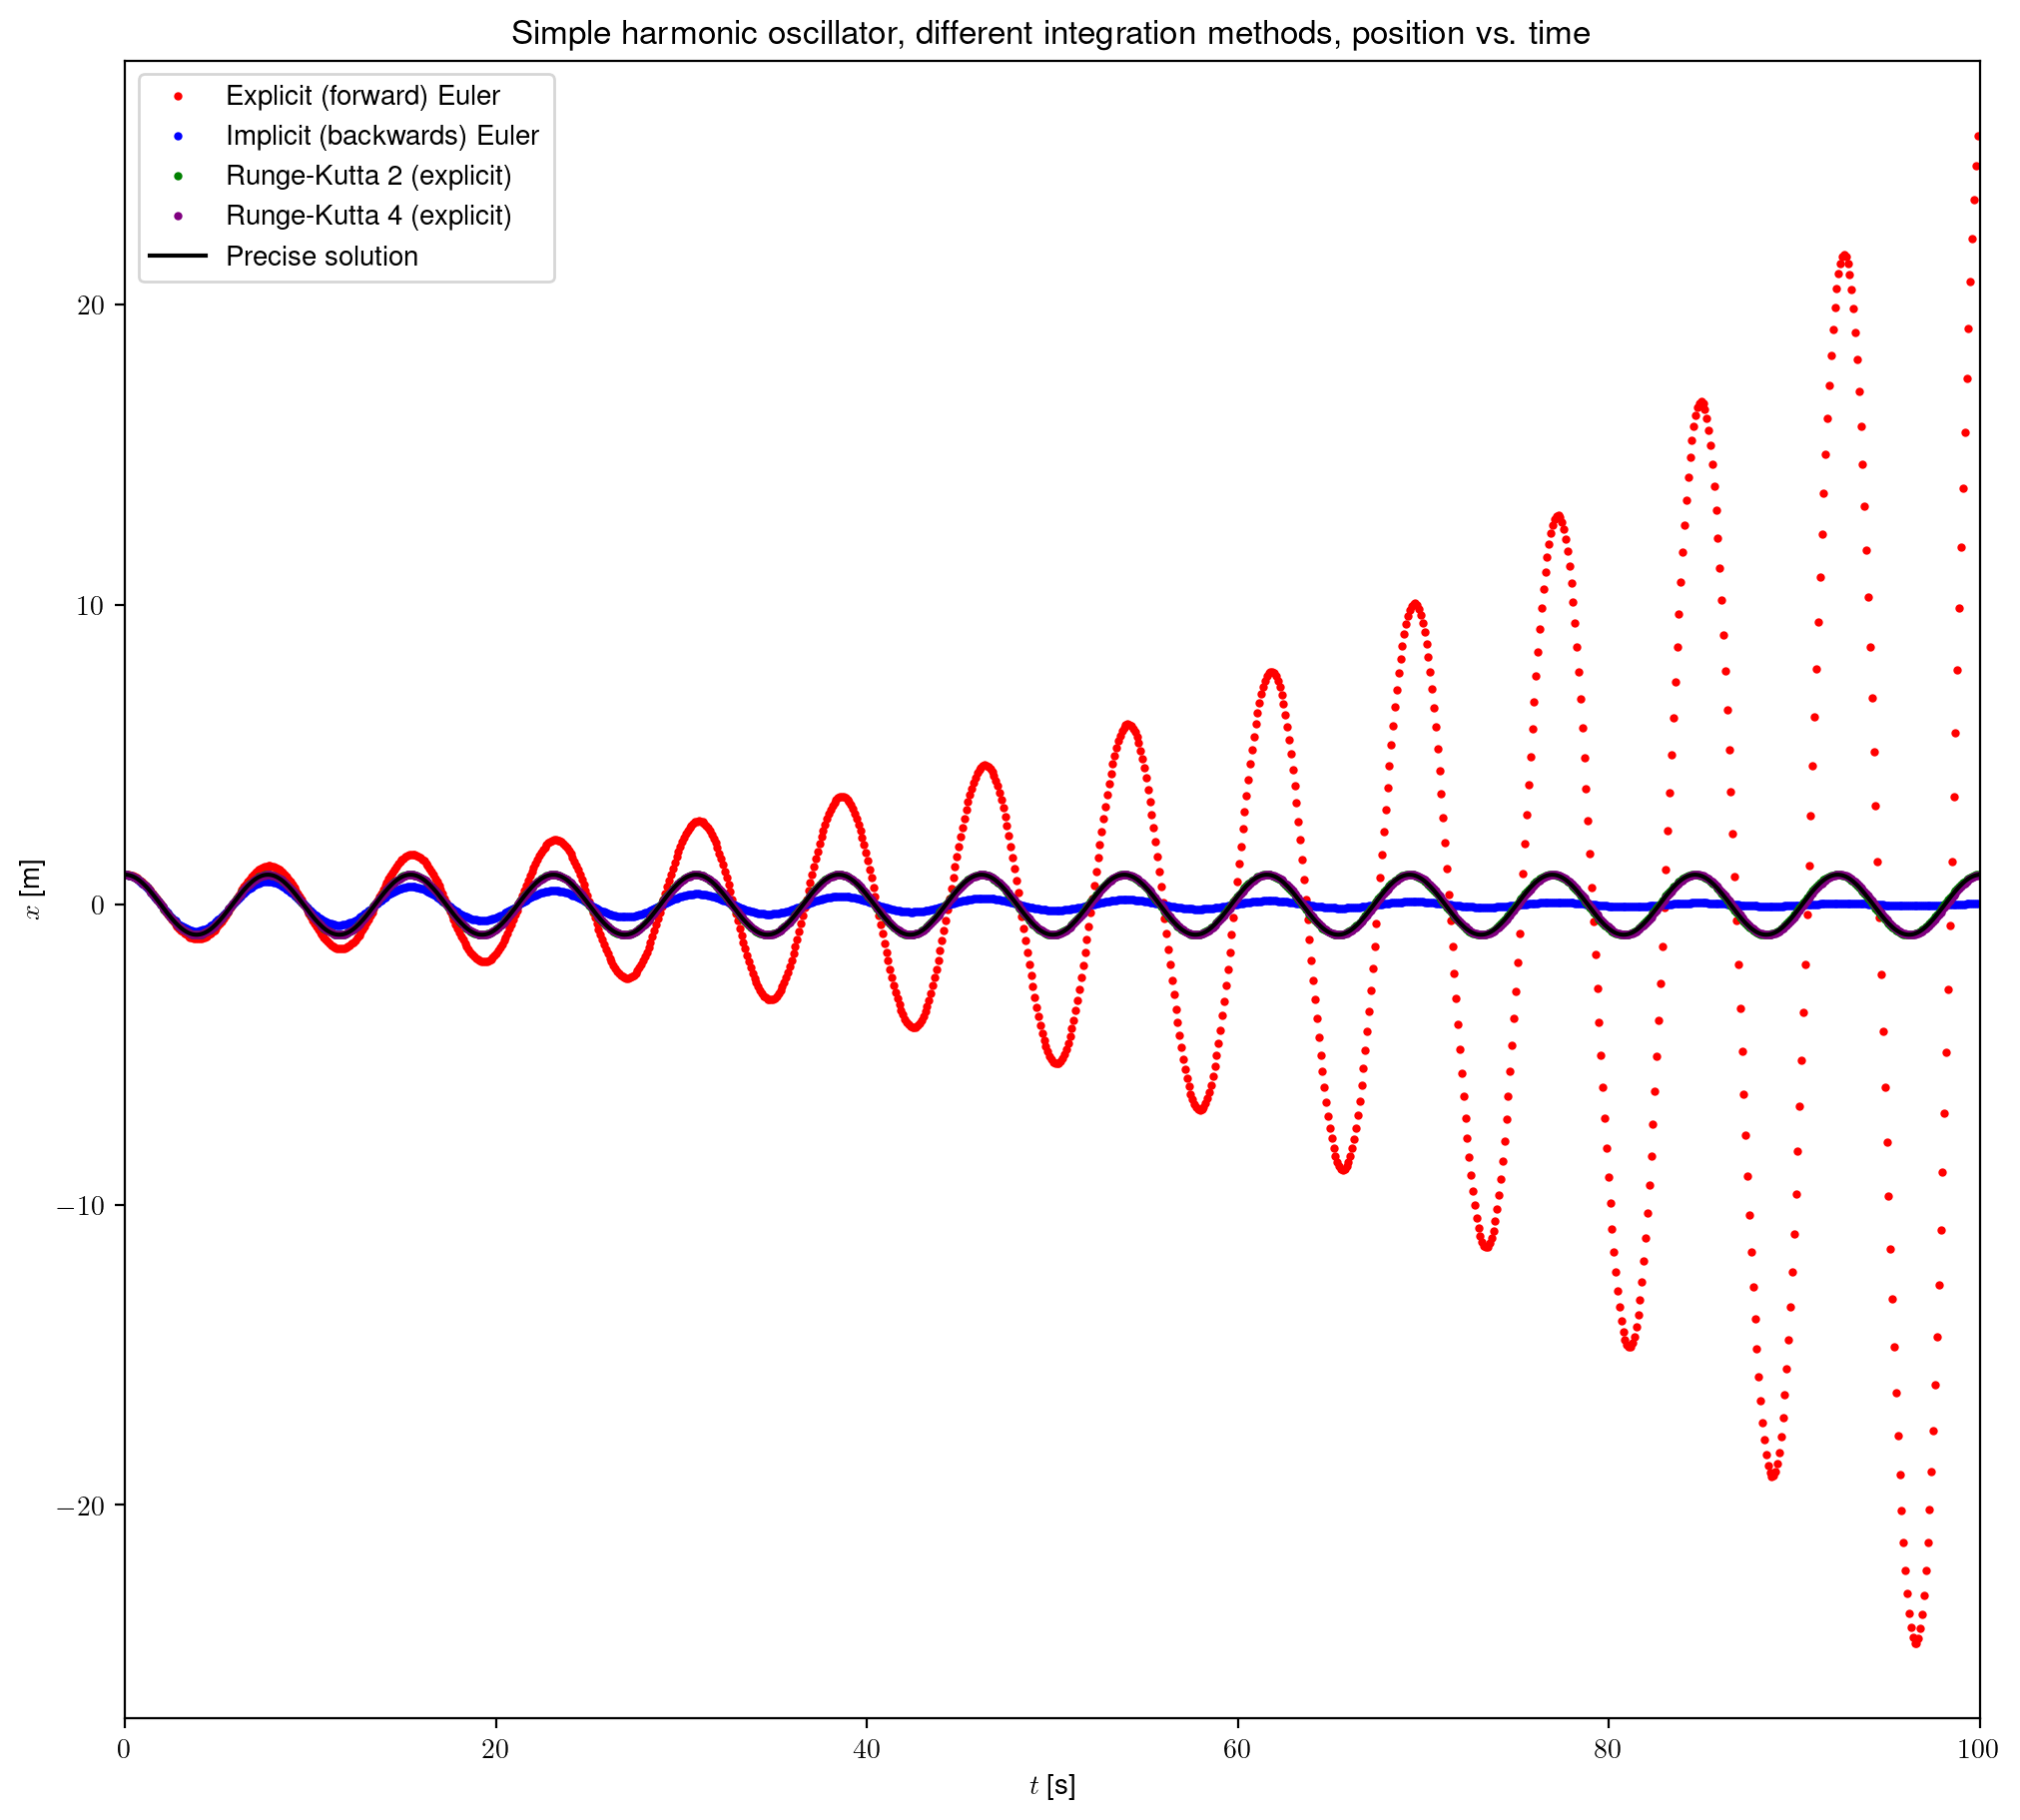 Simple harmonic oscillator, different integration methods, position vs. time
Explicit (forward) Euler
Implicit (backwards) Euler
Runge-Kutta 2 (explicit)
Runge-Kutta 4 (explicit)
Precise solution
20
10
0
−10
−20
x [m]
0 20 40 60 80 100
t [s]